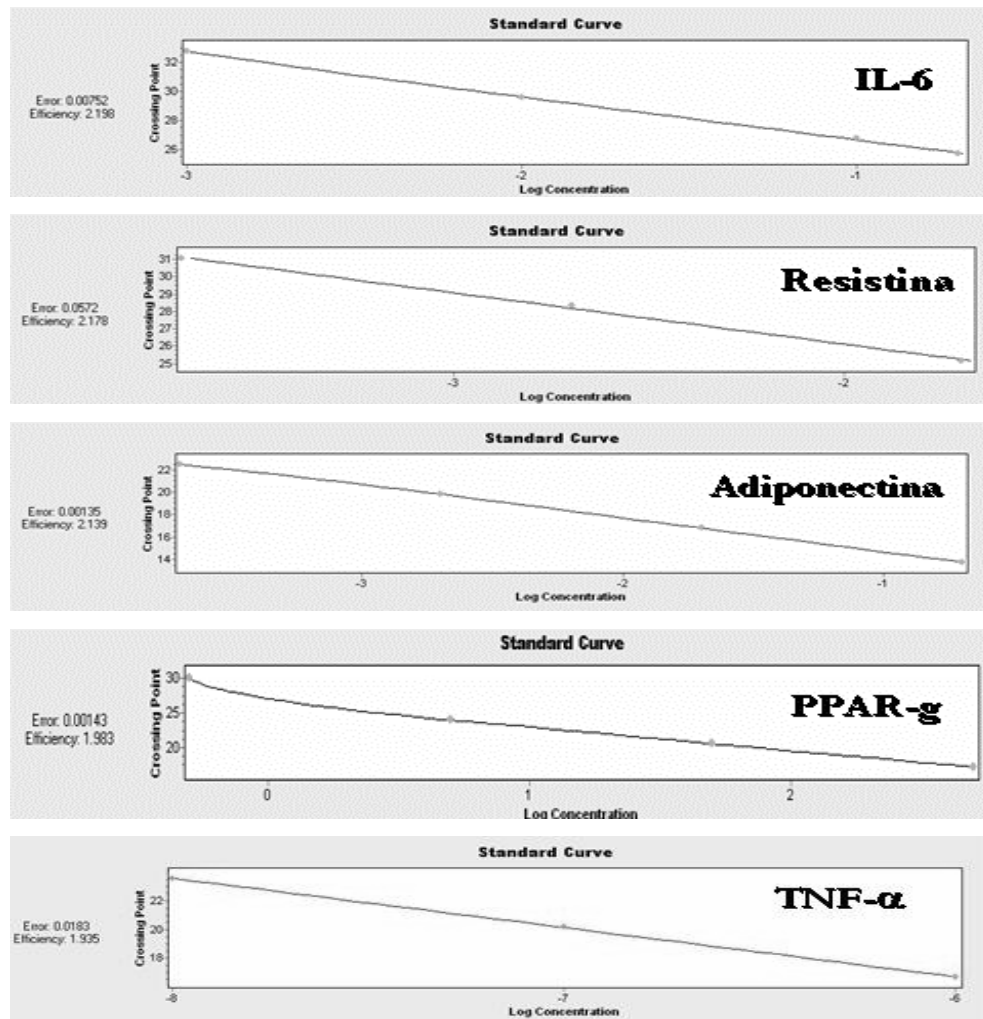 Standard Curve
IL-6
Error: 0.00752
Efficiency: 2.198
Crossing Point
32
30
28
26
-3 -2 -1
Log Concentration
Standard Curve
Resistina
Error: 0.0572
Efficiency: 2.178
Crossing Point
31
30
29
28
27
26
25
-3 -2
Log Concentration
Standard Curve
Adiponectina
Error: 0.00135
Efficiency: 2.139
Crossing Point
22
20
18
16
14
-3 -2 -1
Log Concentration
Standard Curve
PPAR-g
Error: 0.00143
Efficiency: 1.983
Crossing Point
30
25
20
0 1 2
Log Concentration
Standard Curve
TNF-α
Error: 0.0183
Efficiency: 1.935
Crossing Point
22
20
18
-8 -7 -6
Log Concentration